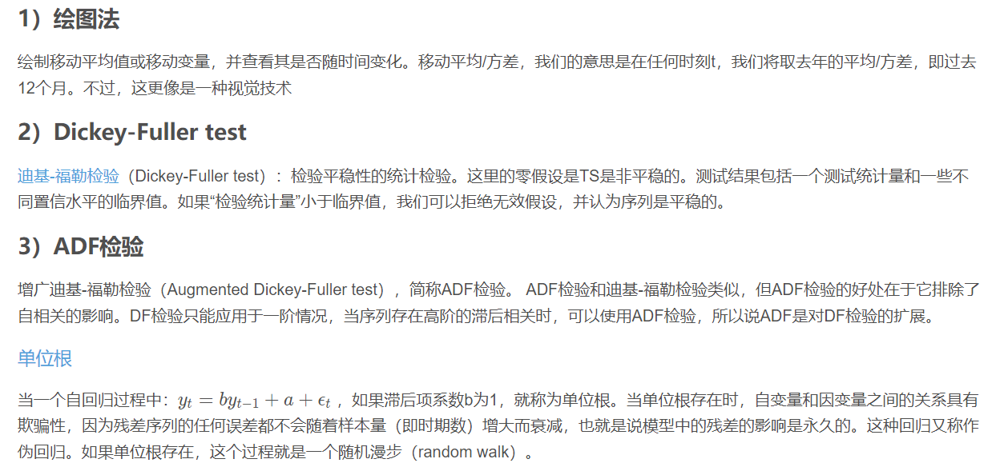 1）绘图法
绘制移动平均值或移动变量，并查看其是否随时间变化。移动平均/方差，我们的意思是在任何时刻t，我们将取去年的平均/方差，即过去
12个月。不过，这更像是一种视觉技术
2）Dickey-Fuller test
迪基-福勒检验（Dickey-Fuller test）：检验平稳性的统计检验。这里的零假设是TS是非平稳的。测试结果包括一个测试统计量和一些不
同置信水平的临界值。如果“检验统计量”小于临界值，我们可以拒绝无效假设，并认为序列是平稳的。
3）ADF检验
增广迪基-福勒检验（Augmented Dickey-Fuller test），简称ADF检验。 ADF检验和迪基-福勒检验类似，但ADF检验的好处在于它排除了
自相关的影响。DF检验只能应用于一阶情况，当序列存在高阶的滞后相关时，可以使用ADF检验，所以说ADF是对DF检验的扩展。
单位根
当一个自回归过程中：$y_t = by_{t-1} + a + \epsilon_t$ ，如果滞后项系数b为1，就称为单位根。当单位根存在时，自变量和因变量之间的关系具有
欺骗性，因为残差序列的任何误差都不会随着样本量（即时期数）增大而衰减，也就是说模型中的残差的影响是永久的。这种回归又称作
伪回归。如果单位根存在，这个过程就是一个随机漫步（random walk）。